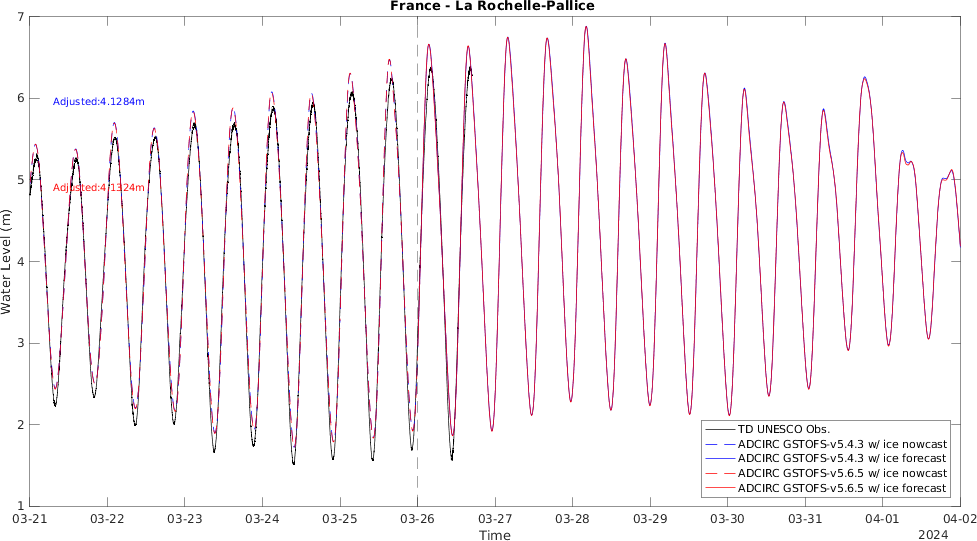 France - La Rochelle-Pallice
7
6
5
4
3
2
1
Water Level (m)
Adjusted:4.1284m
Adjusted:4.1324m
TD UNESCO Obs.
ADCIRC GSTOFS-v5.4.3 w/ ice nowcast
ADCIRC GSTOFS-v5.4.3 w/ ice forecast
ADCIRC GSTOFS-v5.6.5 w/ ice nowcast
ADCIRC GSTOFS-v5.6.5 w/ ice forecast
03-21 03-22 03-23 03-24 03-25 03-26 03-27 03-28 03-29 03-30 03-31 04-01 04-02
Time
2024